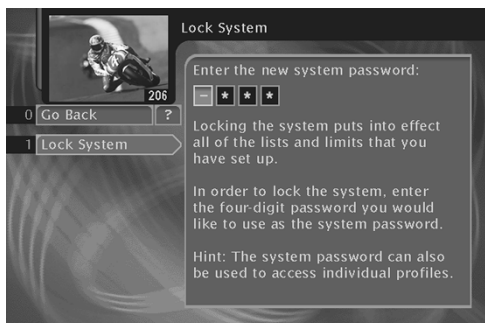 Lock System
206
0 Go Back ?
1 Lock System
Enter the new system password:
– * * *
Locking the system puts into effect
all of the lists and limits that you
have set up.
In order to lock the system, enter
the four-digit password you would
like to use as the system password.
Hint: The system password can also
be used to access individual profiles.